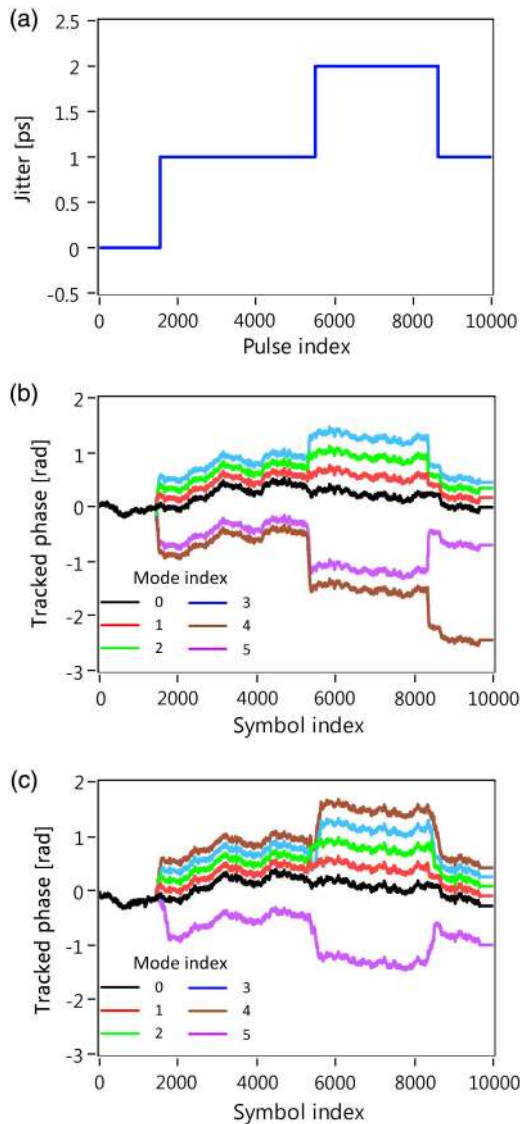 (a)
2.5
2
1.5
1
0.5
0
-0.5
Jitter [ps]
0 2000 4000 6000 8000 10000
Pulse index
(b)
2
1
0
-1
-2
-3
Tracked phase [rad]
Mode index
0 3
1 4
2 5
0 2000 4000 6000 8000 10000
Symbol index
(c)
2
1
0
-1
-2
-3
Tracked phase [rad]
Mode index
0 3
1 4
2 5
0 2000 4000 6000 8000 10000
Symbol index